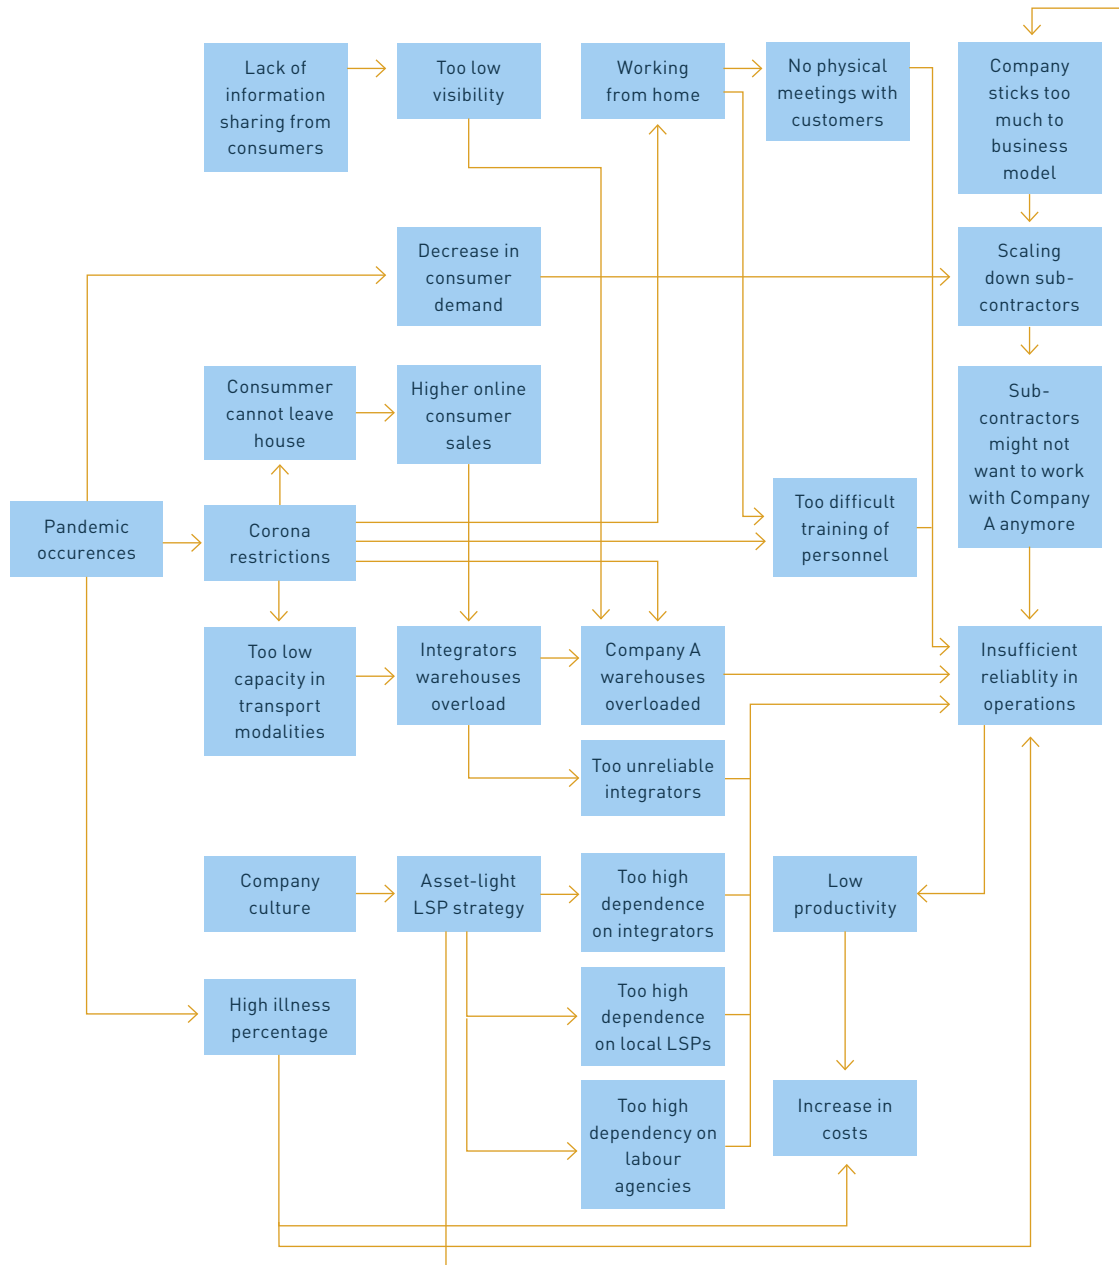 Lack of
information
sharing from
consumers
Too low
visibility
Working
from home
No physical
meetings with
customers
Company
sticks too
much to
business
model
Decrease in
consumer
demand
Scaling
down sub-
contractors
Consummer
cannot leave
house
Higher online
consumer
sales
Sub-
contractors
might not
want to work
with Company
A anymore
Pandemic
occurences
Corona
restrictions
Too difficult
training of
personnel
Too low
capacity in
transport
modalities
Integrators
warehouses
overload
Company A
warehouses
overloaded
Insufficient
reliablity in
operations
Too unreliable
integrators
Company
culture
Asset-light
LSP strategy
Too high
dependence
on integrators
Low
productivity
High illness
percentage
Too high
dependence
on local LSPs
Too high
dependency on
labour
agencies
Increase in
costs